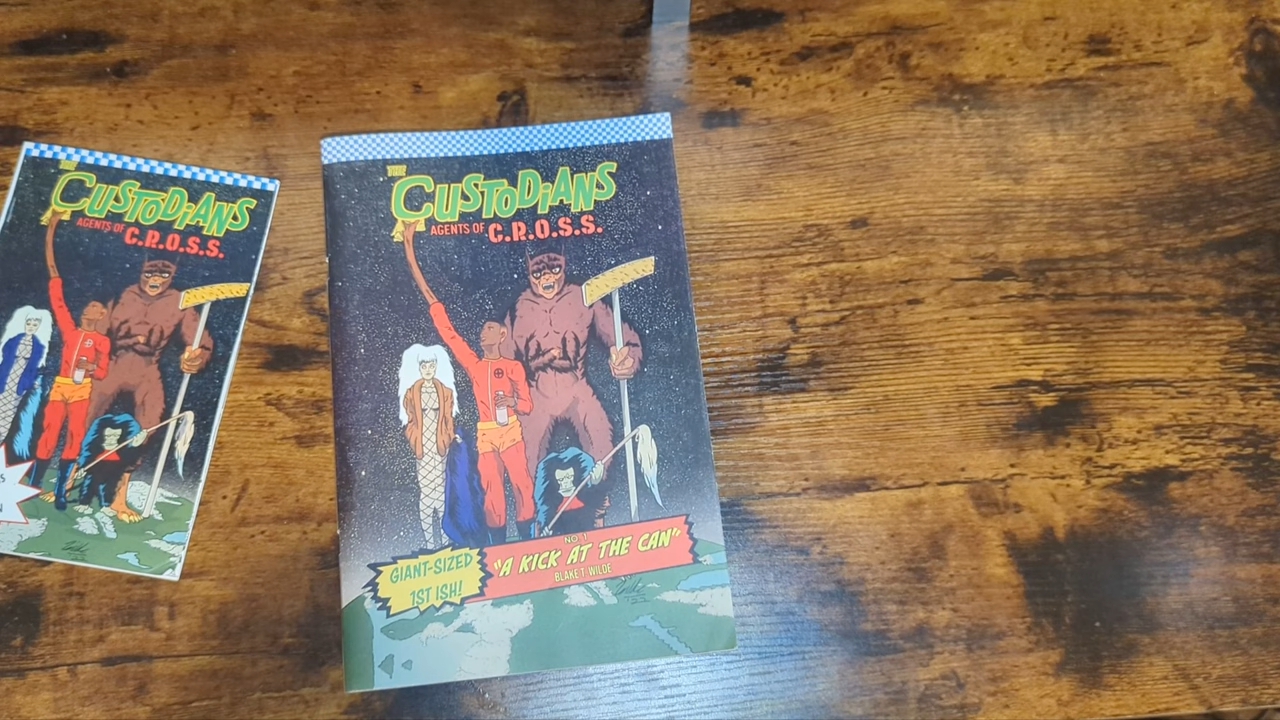 THE
CUSTODIANS
AGENTS OF C.R.O.S.S.
THE
CUSTODIANS
AGENTS OF C.R.O.S.S.
NO. 1
"A KICK AT THE CAN"
BLAKE T. WILDE
GIANT-SIZED
1ST ISH!